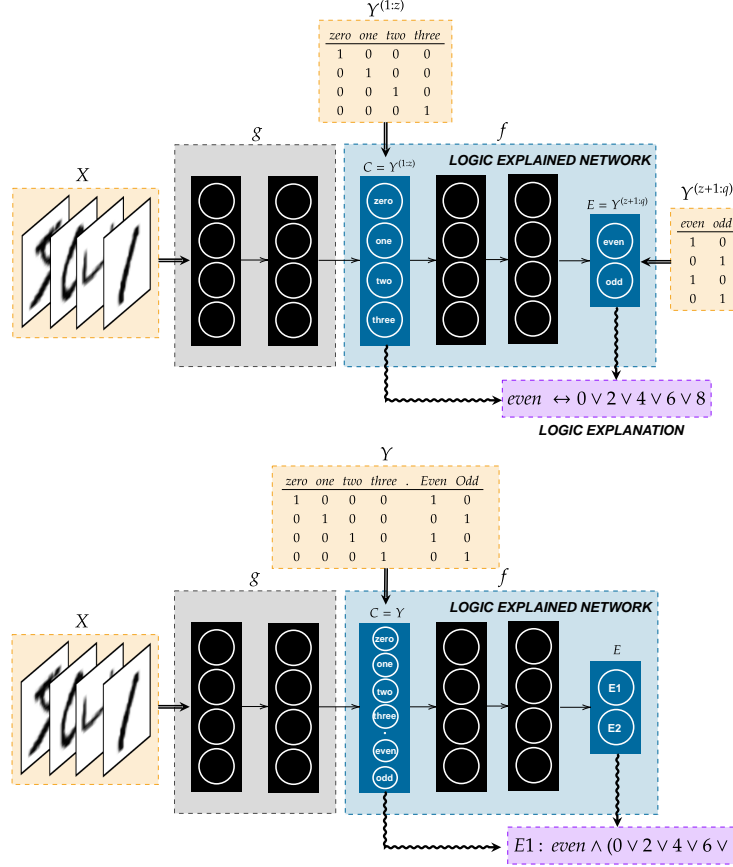 Y^{(1:z)}
zero one two three
1 0 0 0
0 1 0 0
0 0 1 0
0 0 0 1
g
f
X
LOGIC EXPLAINED NETWORK
C = Y^{(1:z)}
zero
one
two
three
E = Y^{(z+1:q)}
even
odd
Y^{(z+1:q)}
even odd
1 0
0 1
1 0
0 1
even ↔ 0 ∨ 2 ∨ 4 ∨ 6 ∨ 8
LOGIC EXPLANATION
Y
zero one two three . Even Odd
1 0 0 0 1 0
0 1 0 0 0 1
0 0 1 0 1 0
0 0 0 1 0 1
g
f
X
LOGIC EXPLAINED NETWORK
C = Y
zero
one
two
three
.
even
odd
E
E1
E2
E1 : even ∧ (0 ∨ 2 ∨ 4 ∨ 6 ∨